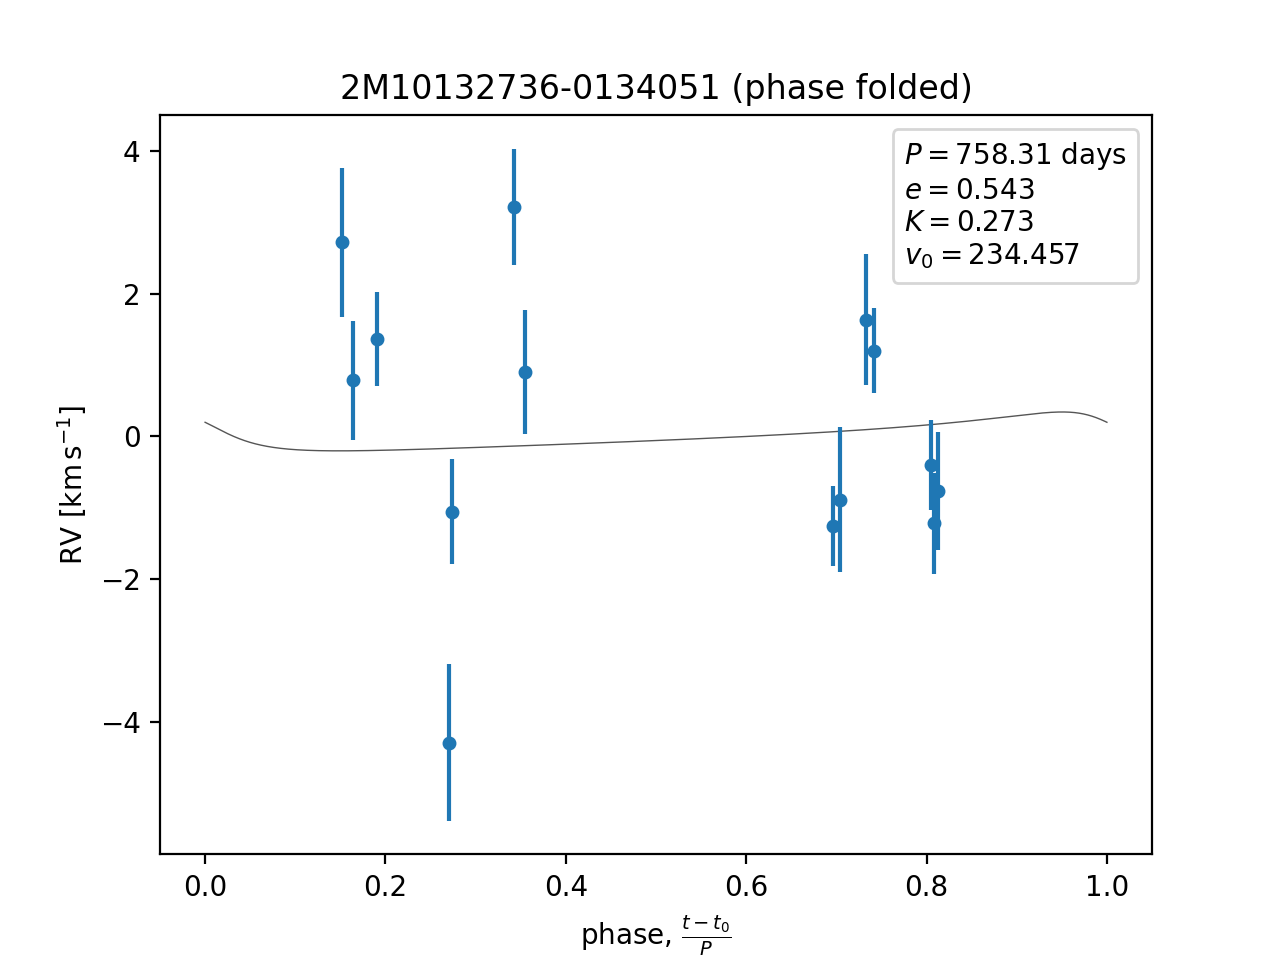 2M10132736-0134051 (phase folded)
P = 758.31 days
e = 0.543
K = 0.273
v₀ = 234.457
4
2
0
−2
−4
RV [km s⁻¹]
0.0 0.2 0.4 0.6 0.8 1.0
phase, (t − t₀)/P